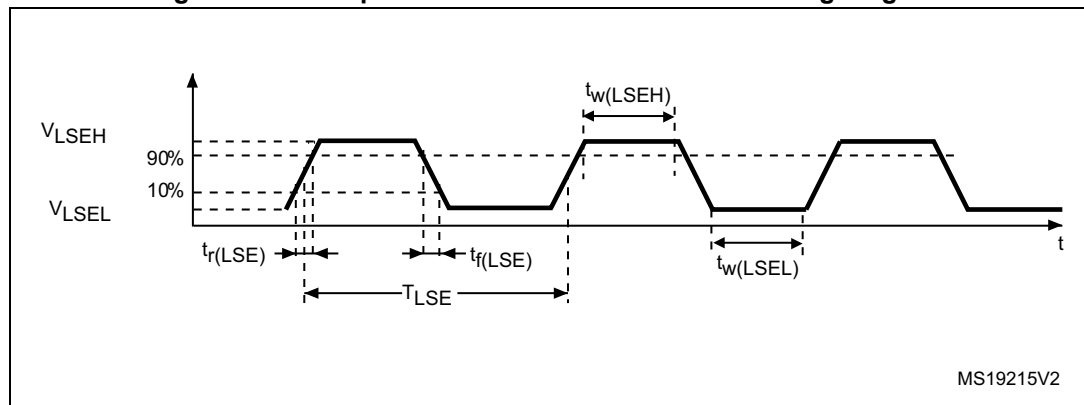 tw(LSEH)
VLSEH
90%
10%
VLSEL
t
tr(LSE)
tf(LSE)
tw(LSEL)
TLSE
MS19215V2